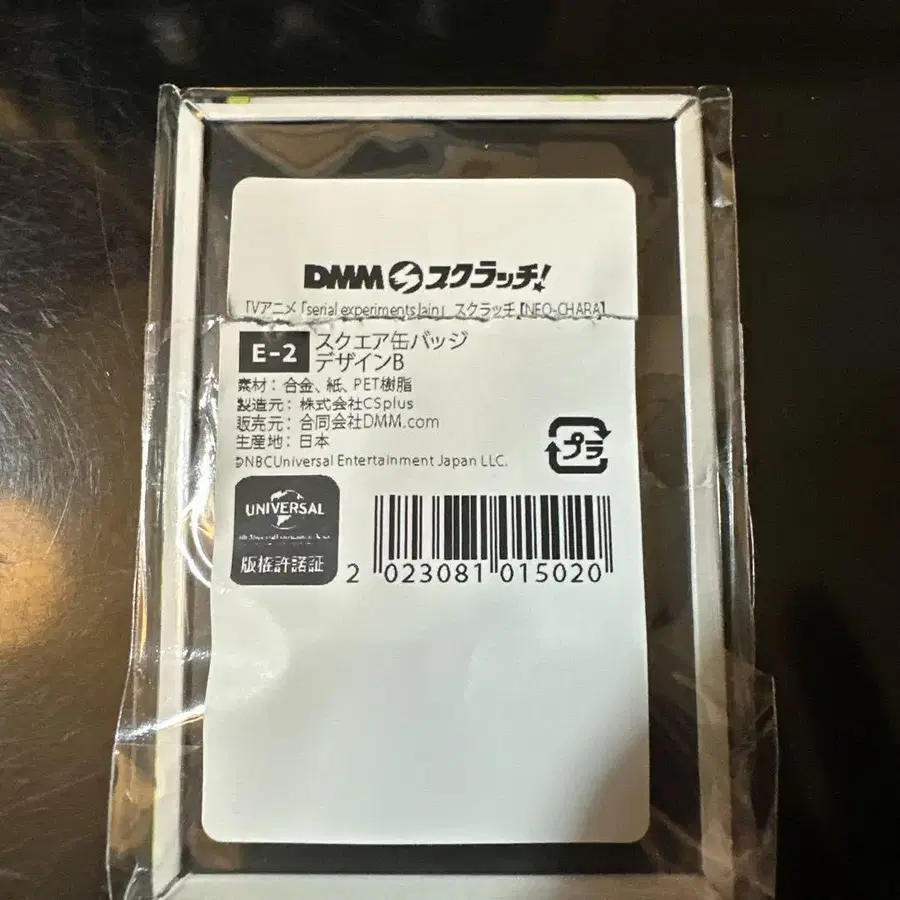 DMMスクラッチ!
「Vアニメ「serial experiments lain」 スクラッチ【NEO-CHARA】
E-2 スクエア缶バッジ
デザインB
素材：合金、紙、PET樹脂
製造元：株式会社CSplus
販売元：合同会社DMM.com
生産地：日本
©NBCUniversal Entertainment Japan LLC.
プラ
UNIVERSAL
版権許諾証
2 023081 015020